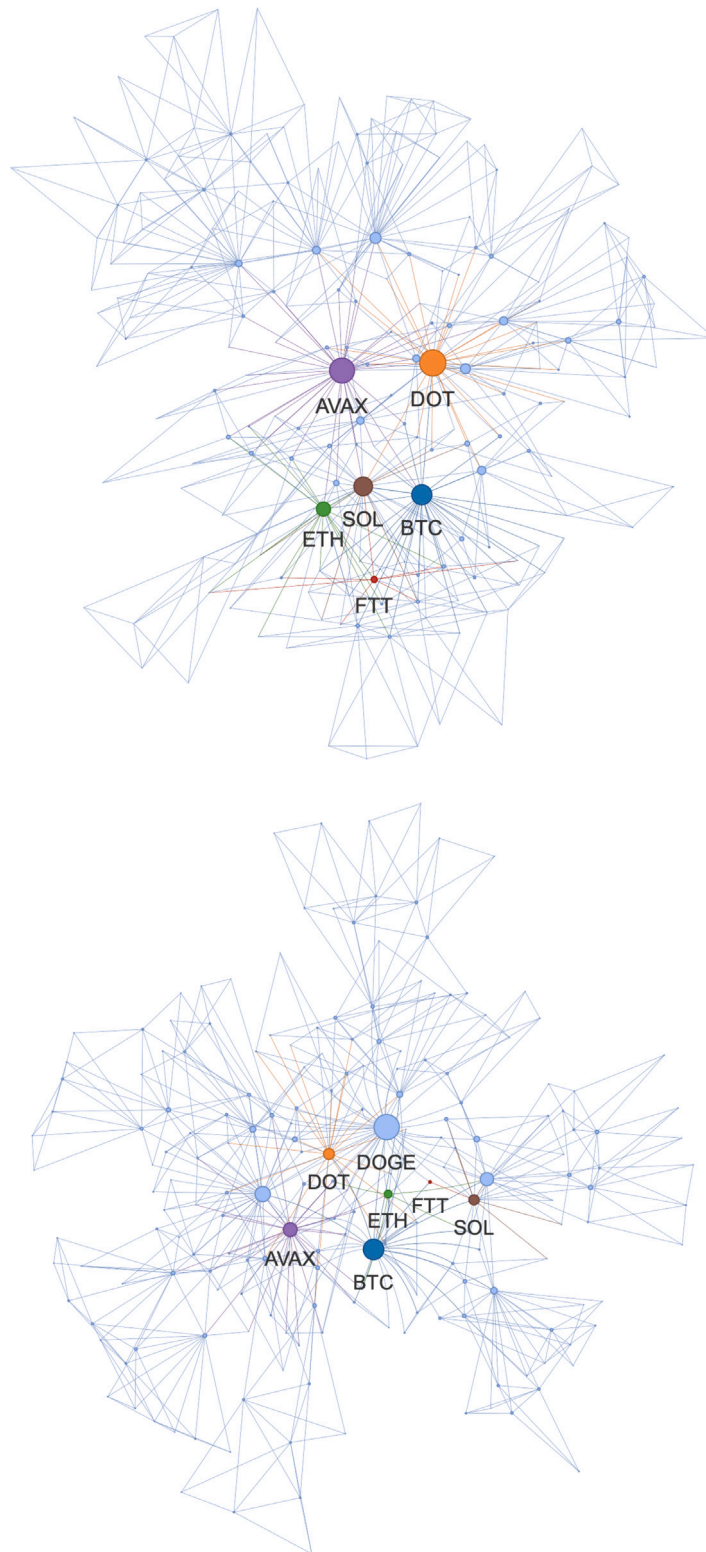 AVAX
DOT
SOL
BTC
ETH
FTT
DOGE
DOT
FTT
ETH
SOL
AVAX
BTC